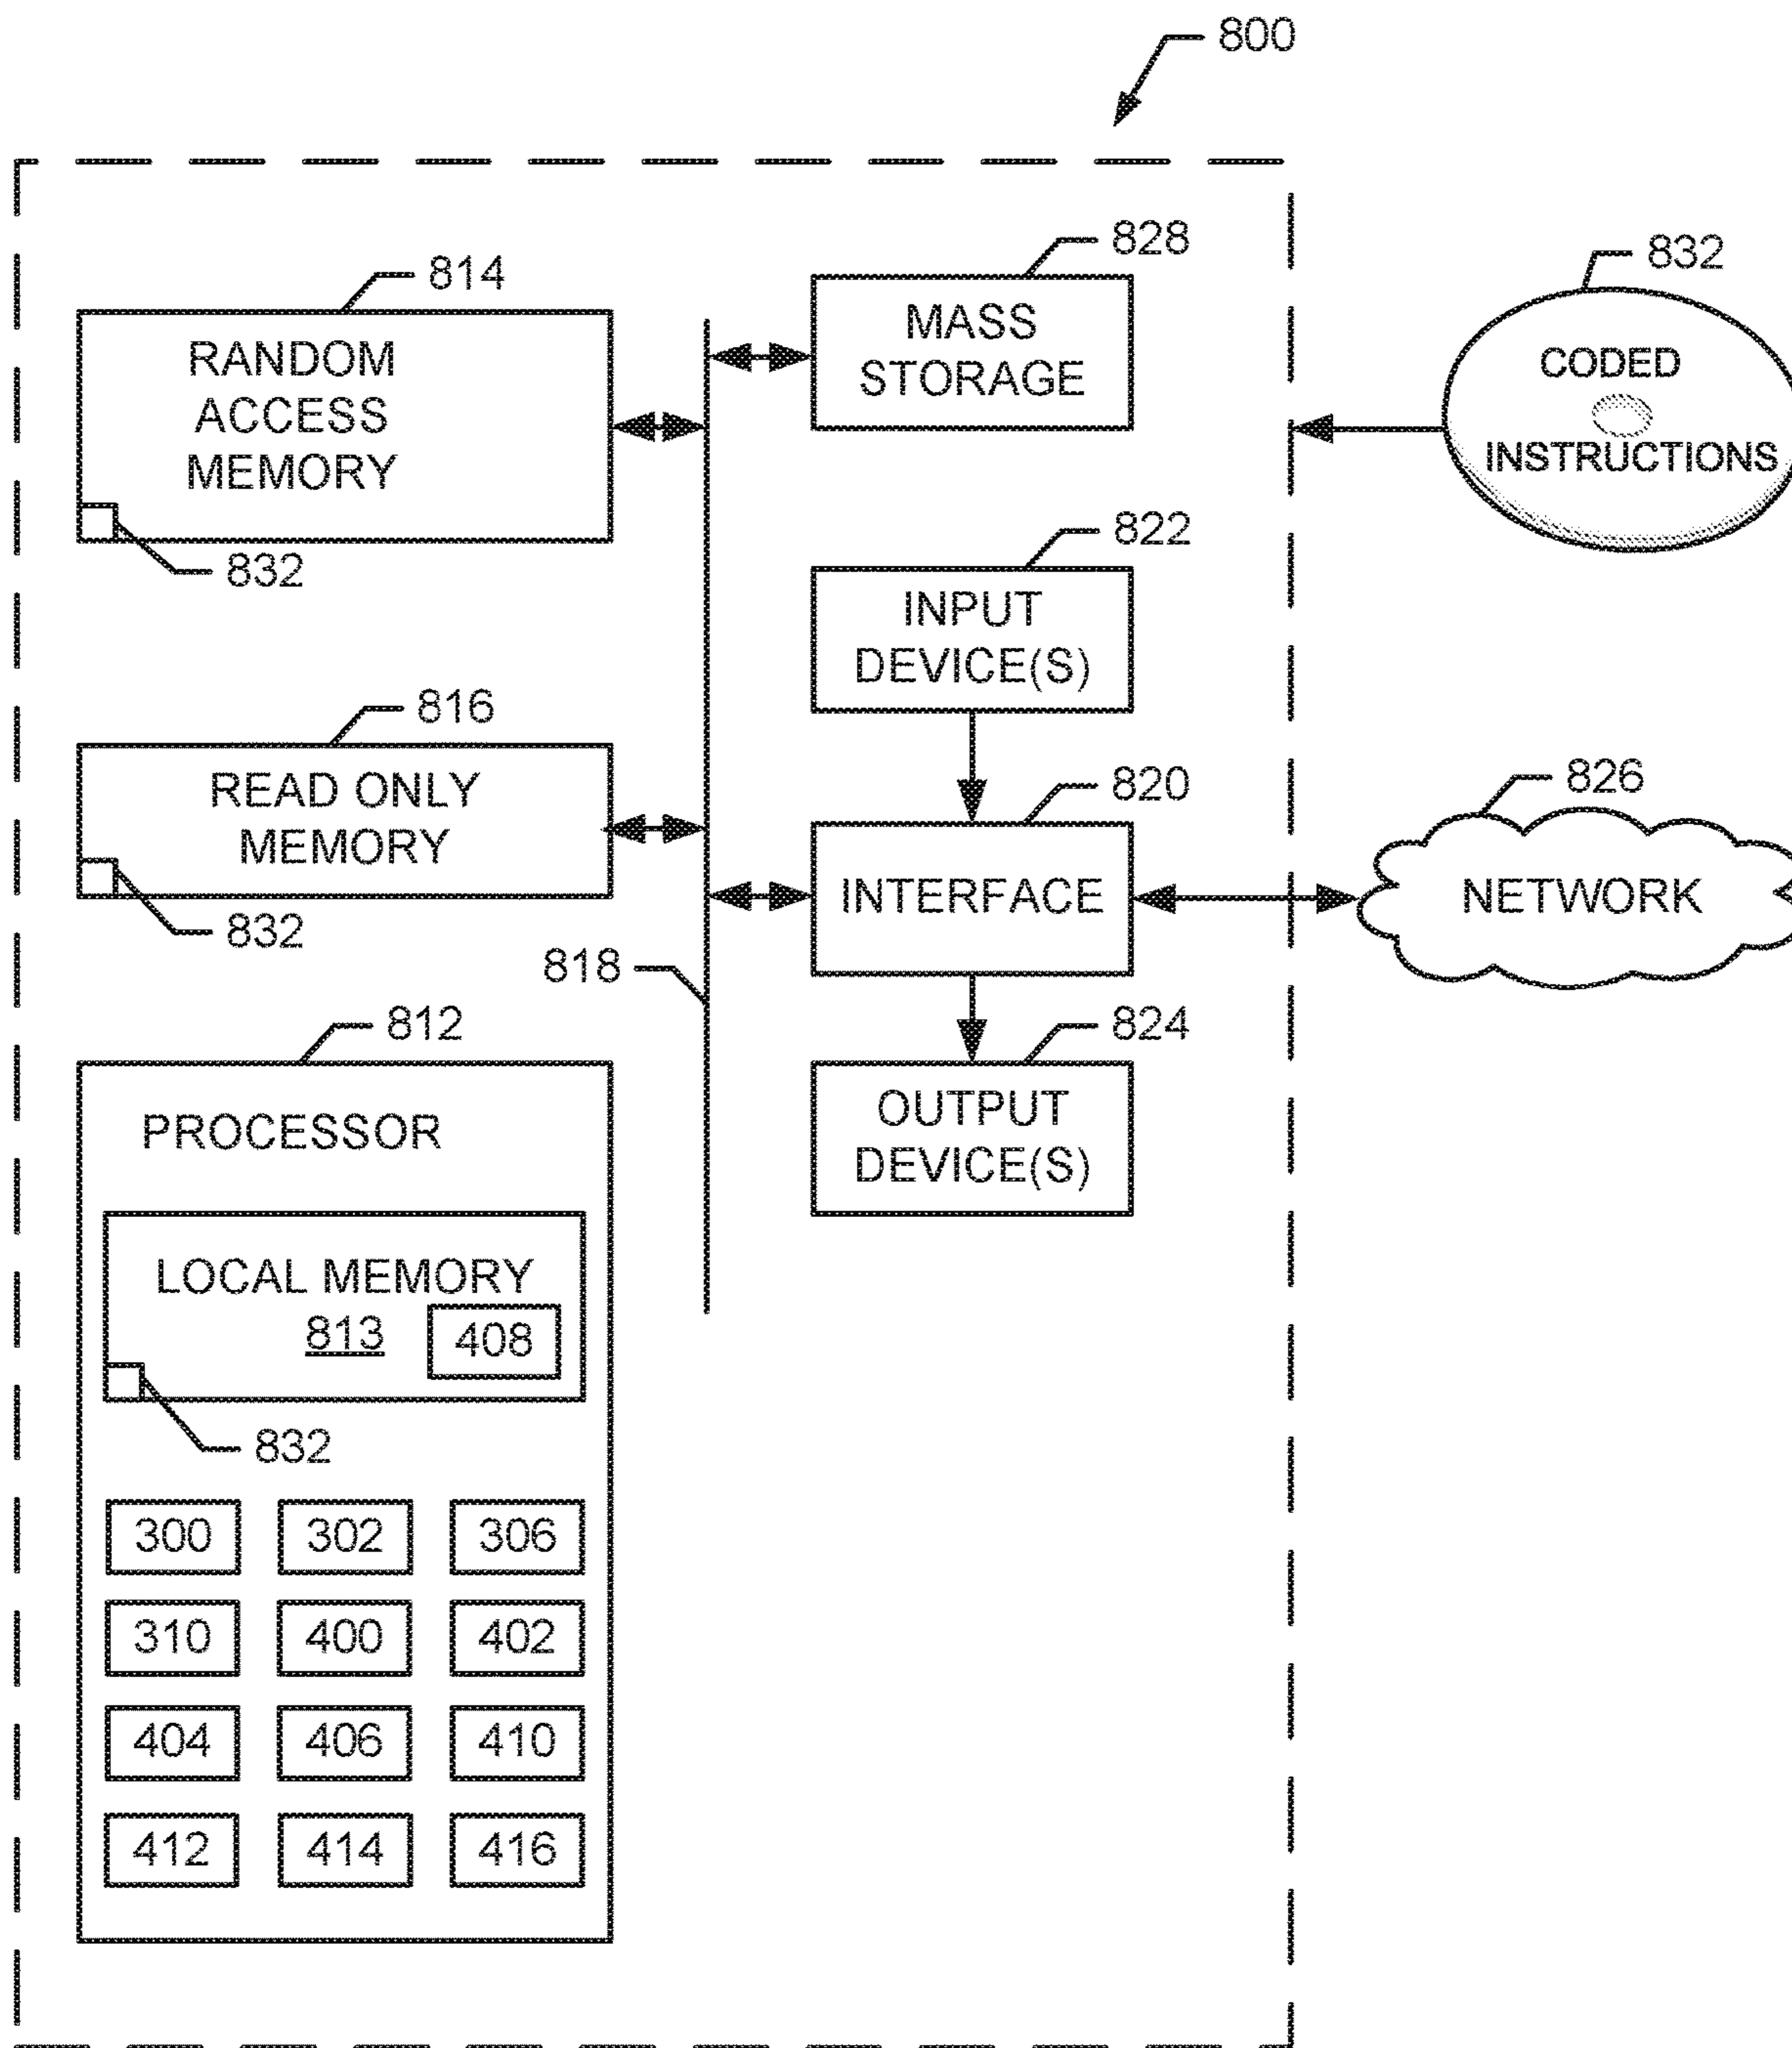 800
814
RANDOM
ACCESS
MEMORY
832
828
MASS
STORAGE
832
CODED
INSTRUCTIONS
822
INPUT
DEVICE(S)
816
READ ONLY
MEMORY
832
820
INTERFACE
826
NETWORK
818
824
OUTPUT
DEVICE(S)
812
PROCESSOR
LOCAL MEMORY
813
408
832
300 302 306
310 400 402
404 406 410
412 414 416